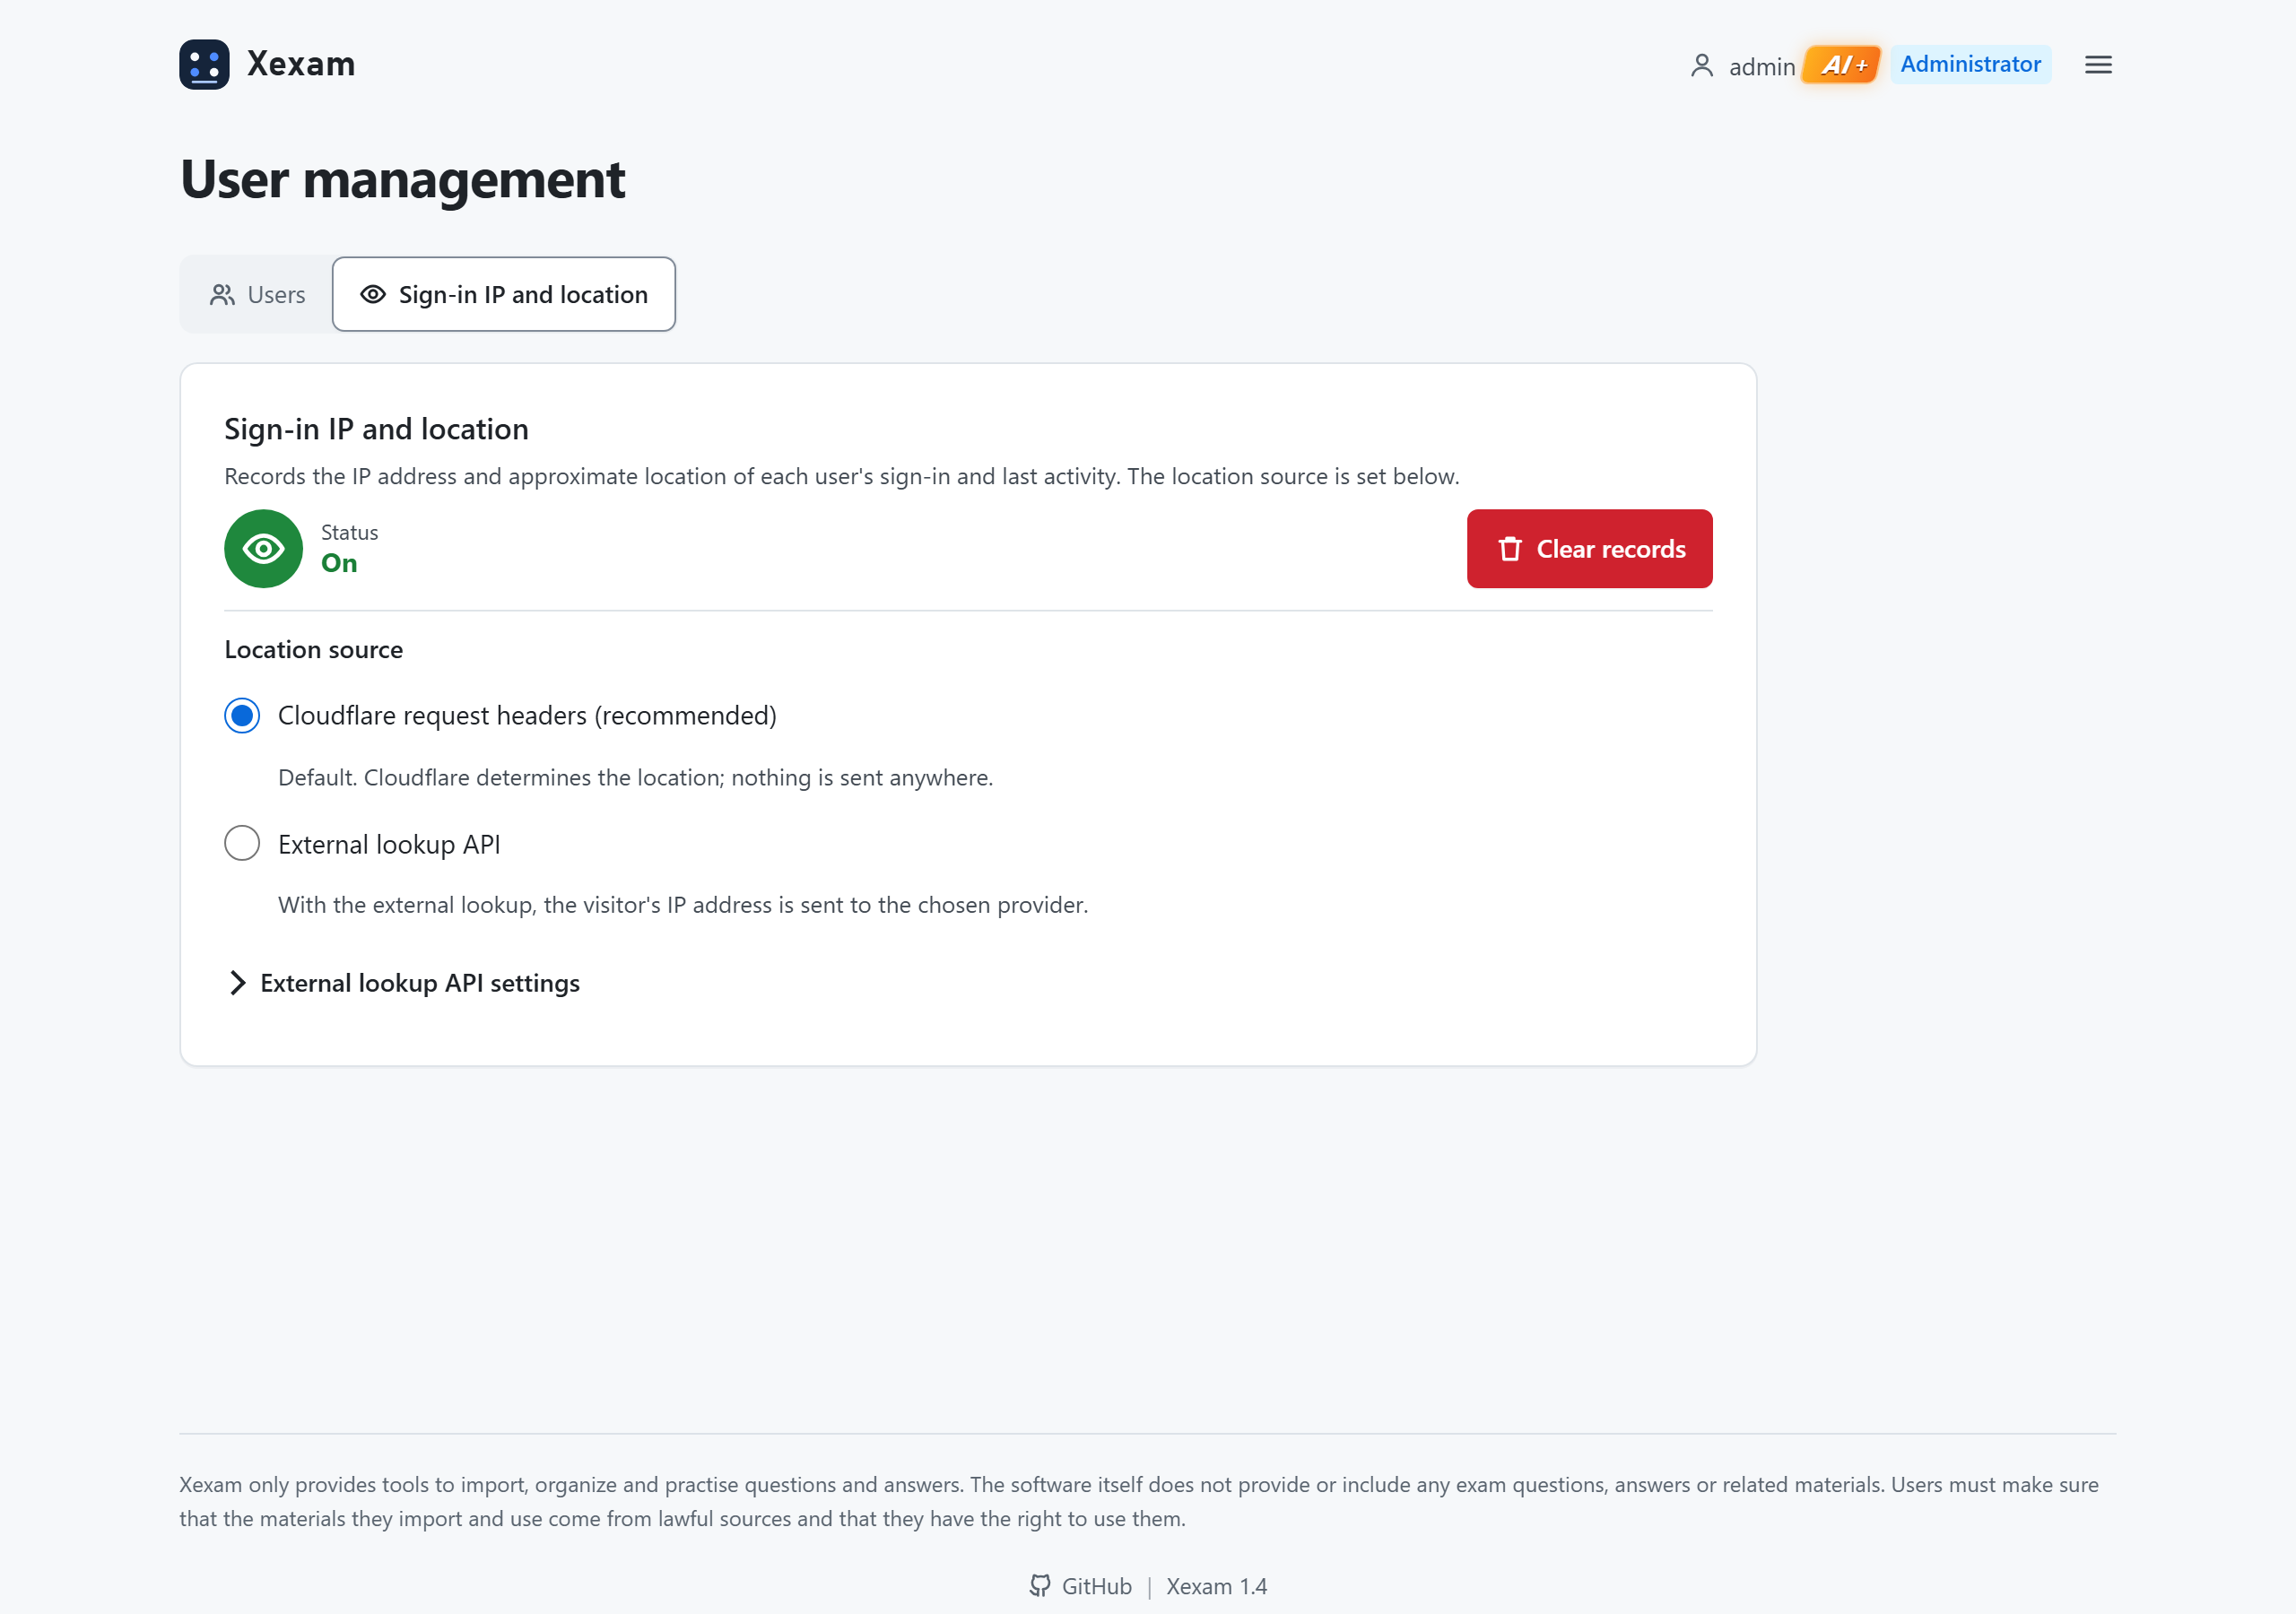 Xexam
admin
AI+
Administrator
User management
Users
Sign-in IP and location
Sign-in IP and location
Records the IP address and approximate location of each user's sign-in and last activity. The location source is set below.
Status
On
Clear records
Location source
Cloudflare request headers (recommended)
Default. Cloudflare determines the location; nothing is sent anywhere.
External lookup API
With the external lookup, the visitor's IP address is sent to the chosen provider.
External lookup API settings
Xexam only provides tools to import, organize and practise questions and answers. The software itself does not provide or include any exam questions, answers or related materials. Users must make sure
that the materials they import and use come from lawful sources and that they have the right to use them.
GitHub | Xexam 1.4